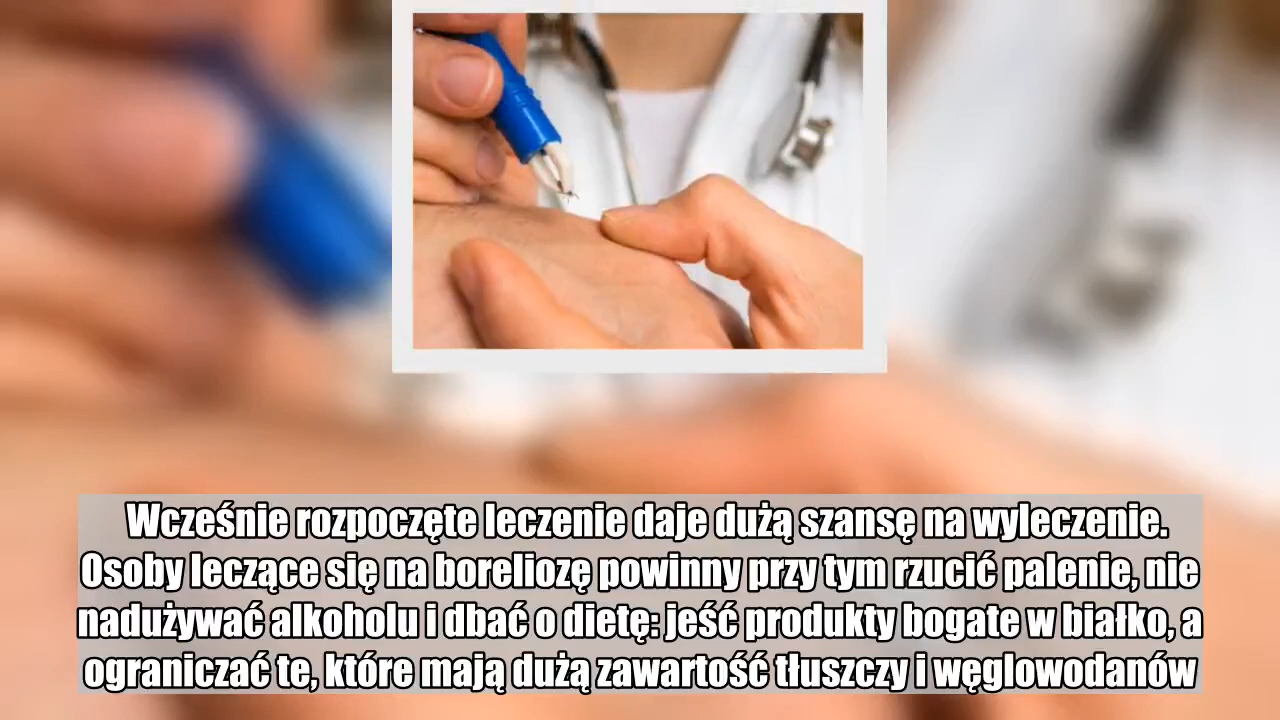 Wcześnie rozpoczęte leczenie daje dużą szansę na wyleczenie.
Osoby leczące się na boreliozę powinny przy tym rzucić palenie, nie
nadużywać alkoholu i dbać o dietę: jeść produkty bogate w białko, a
ograniczać te, które mają dużą zawartość tłuszczy i węglowodanów